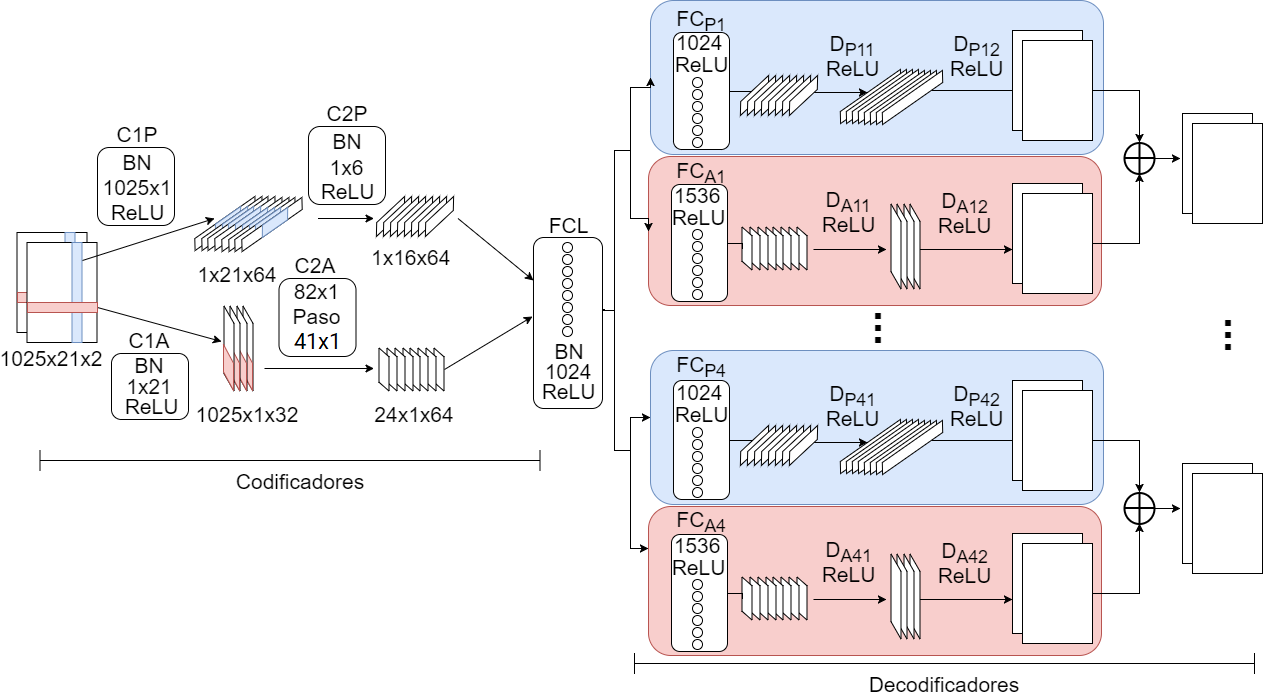 C1P
BN
1025x1
ReLU
C2P
BN
1x6
ReLU
1x21x64
1x16x64
1025x21x2
C1A
BN
1x21
ReLU
C2A
82x1
Paso
41x1
1025x1x32
24x1x64
FCL
BN
1024
ReLU
Codificadores
FCP1
1024
ReLU
DP11
ReLU
DP12
ReLU
FCA1
1536
ReLU
DA11
ReLU
DA12
ReLU
FCP4
1024
ReLU
DP41
ReLU
DP42
ReLU
FCA4
1536
ReLU
DA41
ReLU
DA42
ReLU
Decodificadores